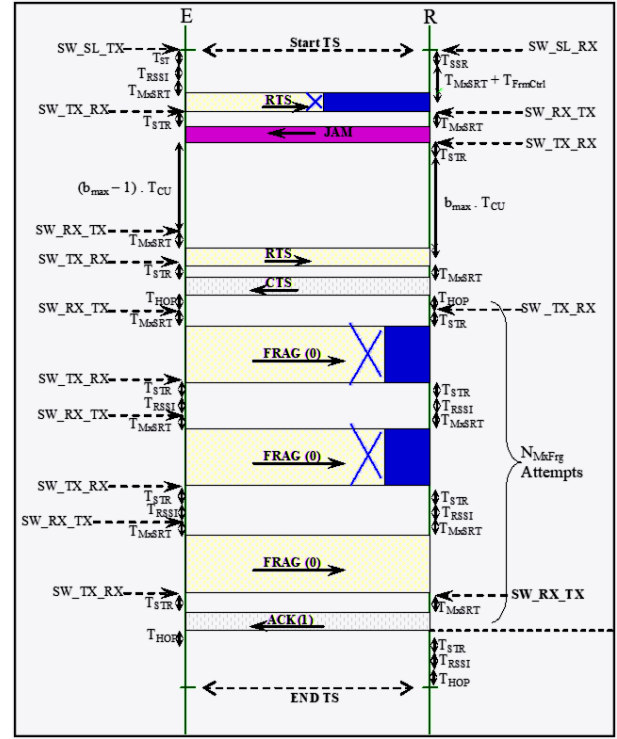 E R
SW_SL_TX Start TS SW_SL_RX
T_ST T_SSR
T_RSSI T_MxSRT + T_FrmCtrl
T_MxSRT
RTS
SW_TX_RX SW_RX_TX
T_STR T_MxSRT
JAM SW_TX_RX
T_STR
(b_max – 1) . T_CU b_max . T_CU
SW_RX_TX
T_MxSRT
RTS
SW_TX_RX
T_STR T_MxSRT
CTS
T_HOP T_HOP
SW_RX_TX SW_TX_RX
T_MxSRT T_STR
FRAG (0)
SW_TX_RX
T_STR T_STR
T_RSSI T_RSSI
SW_RX_TX
T_MxSRT T_MxSRT
FRAG (0) N_MxFrg
Attempts
SW_TX_RX
T_STR T_STR
T_RSSI T_RSSI
SW_RX_TX
T_MxSRT T_MxSRT
FRAG (0)
SW_TX_RX SW_RX_TX
T_STR T_MxSRT
ACK(1)
T_HOP
T_STR
T_RSSI
T_HOP
END TS